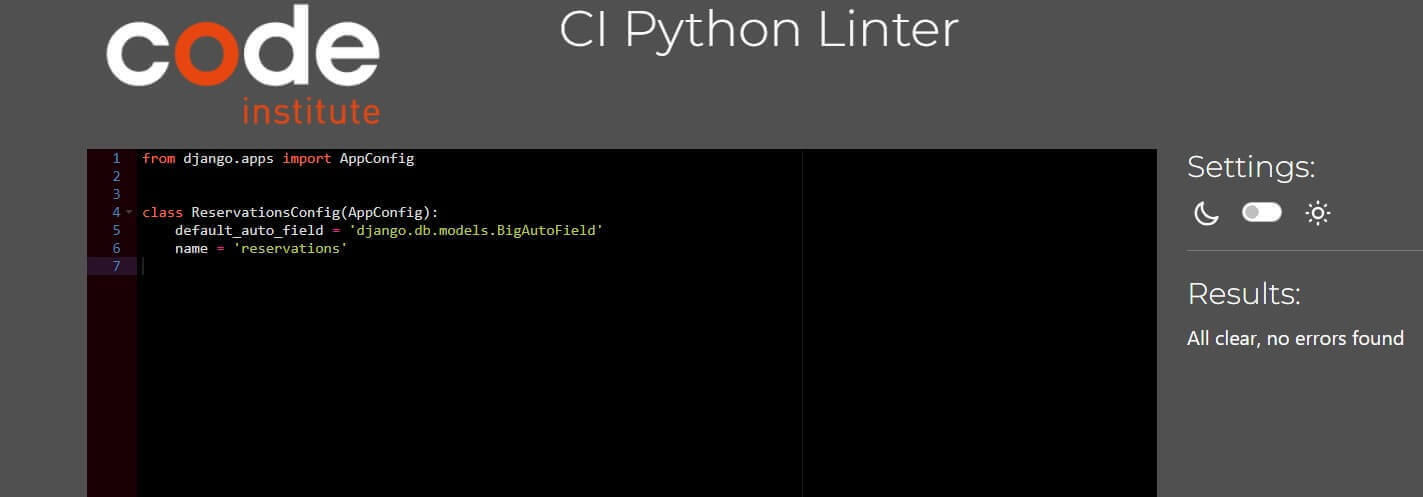 code
institute
CI Python Linter
1 from django.apps import AppConfig
2
3
4 class ReservationsConfig(AppConfig):
5     default_auto_field = 'django.db.models.BigAutoField'
6     name = 'reservations'
7
Settings:
Results:
All clear, no errors found